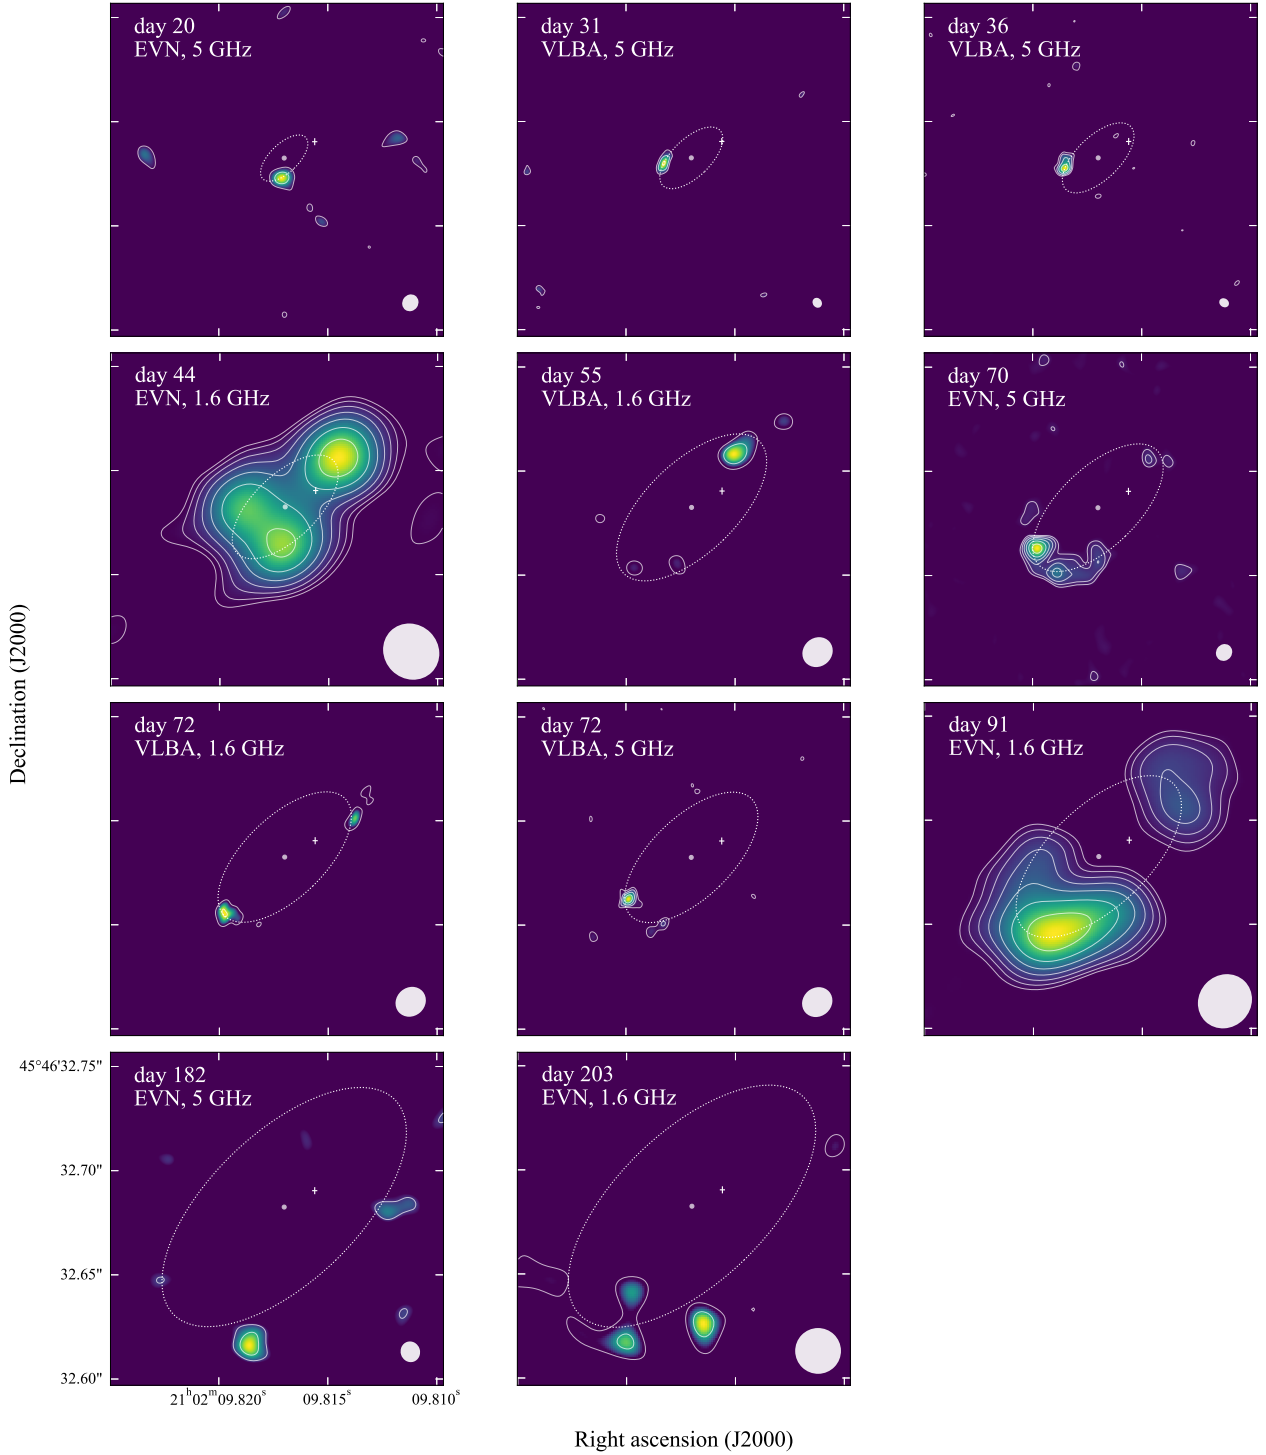 day 20
EVN, 5 GHz
day 31
VLBA, 5 GHz
day 36
VLBA, 5 GHz
day 44
EVN, 1.6 GHz
day 55
VLBA, 1.6 GHz
day 70
EVN, 5 GHz
day 72
VLBA, 1.6 GHz
day 72
VLBA, 5 GHz
day 91
EVN, 1.6 GHz
day 182
EVN, 5 GHz
day 203
EVN, 1.6 GHz
Declination (J2000)
45°46'32.75"
32.70"
32.65"
32.60"
21h02m09.820s 09.815s 09.810s
Right ascension (J2000)